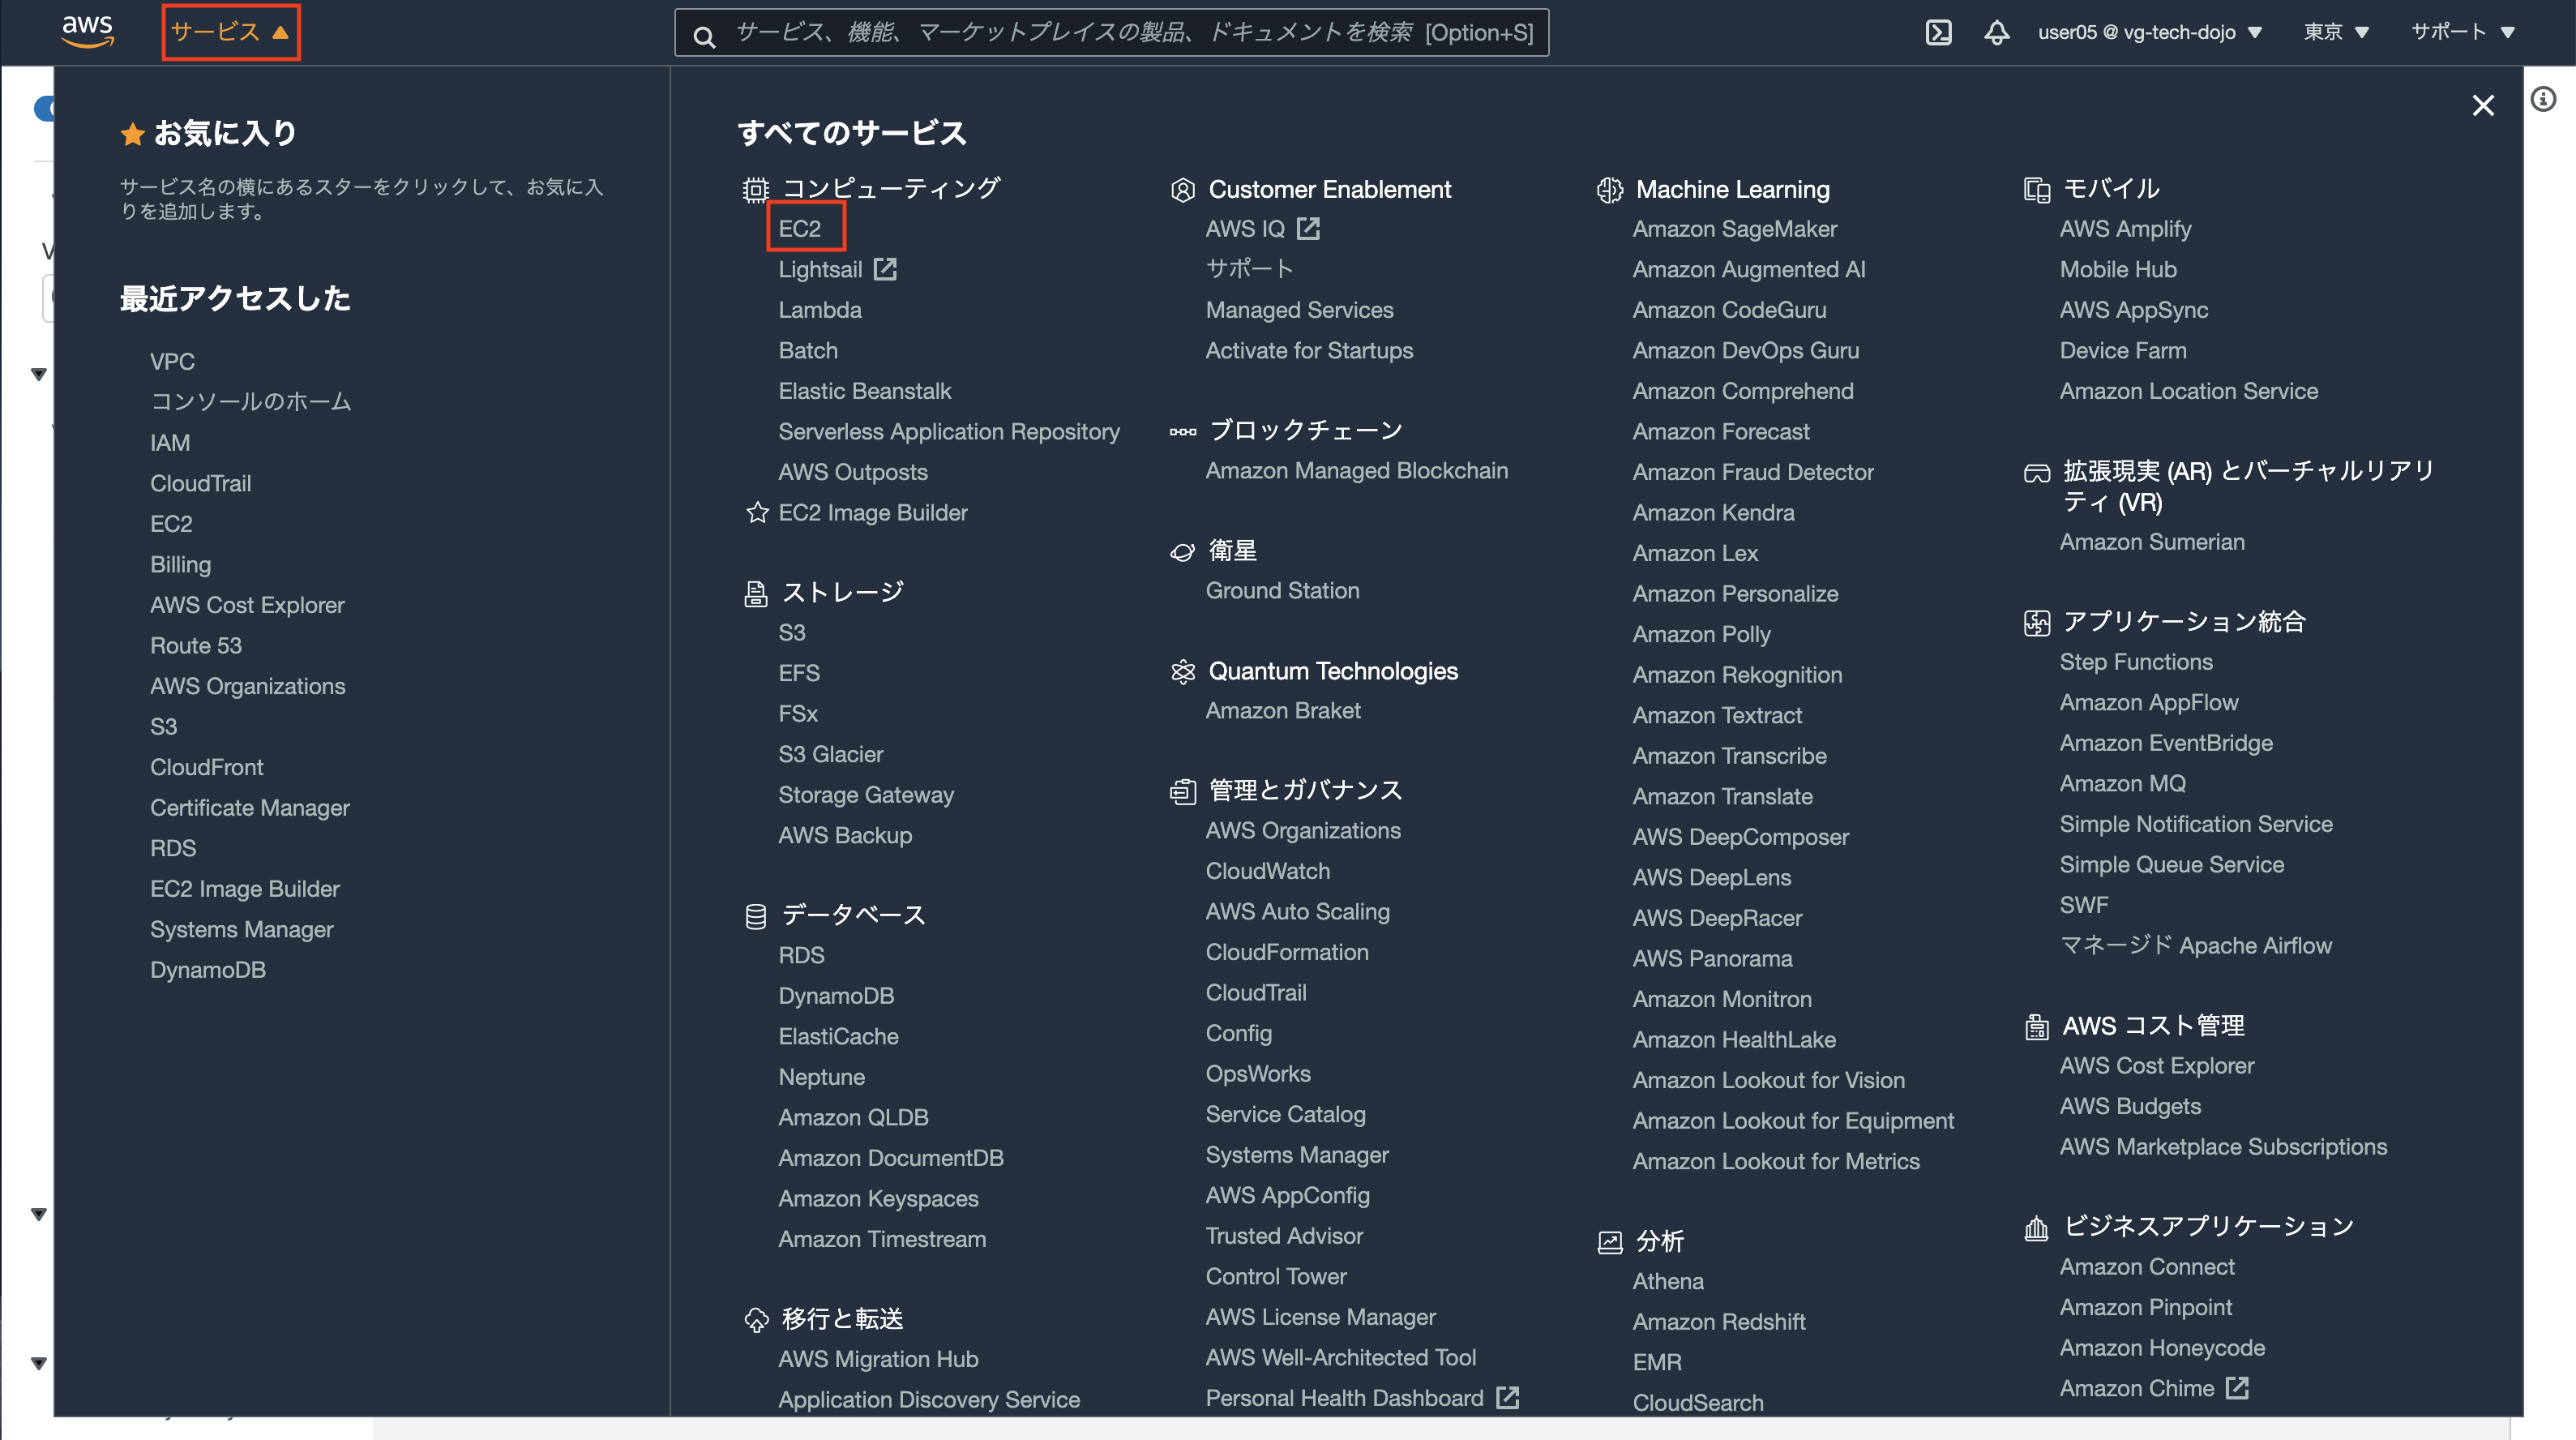 aws
サービス ▲
サービス、機能、マーケットプレイスの製品、ドキュメントを検索 [Option+S]
user05 @ vg-tech-dojo ▼
東京 ▼
サポート ▼
お気に入り
サービス名の横にあるスターをクリックして、お気に入
りを追加します。
最近アクセスした
VPC
コンソールのホーム
IAM
CloudTrail
EC2
Billing
AWS Cost Explorer
Route 53
AWS Organizations
S3
CloudFront
Certificate Manager
RDS
EC2 Image Builder
Systems Manager
DynamoDB
すべてのサービス
コンピューティング
EC2
Lightsail
Lambda
Batch
Elastic Beanstalk
Serverless Application Repository
AWS Outposts
EC2 Image Builder
ストレージ
S3
EFS
FSx
S3 Glacier
Storage Gateway
AWS Backup
データベース
RDS
DynamoDB
ElastiCache
Neptune
Amazon QLDB
Amazon DocumentDB
Amazon Keyspaces
Amazon Timestream
移行と転送
AWS Migration Hub
Application Discovery Service
Customer Enablement
AWS IQ
サポート
Managed Services
Activate for Startups
ブロックチェーン
Amazon Managed Blockchain
衛星
Ground Station
Quantum Technologies
Amazon Braket
管理とガバナンス
AWS Organizations
CloudWatch
AWS Auto Scaling
CloudFormation
CloudTrail
Config
OpsWorks
Service Catalog
Systems Manager
AWS AppConfig
Trusted Advisor
Control Tower
AWS License Manager
AWS Well-Architected Tool
Personal Health Dashboard
Machine Learning
Amazon SageMaker
Amazon Augmented AI
Amazon CodeGuru
Amazon DevOps Guru
Amazon Comprehend
Amazon Forecast
Amazon Fraud Detector
Amazon Kendra
Amazon Lex
Amazon Personalize
Amazon Polly
Amazon Rekognition
Amazon Textract
Amazon Transcribe
Amazon Translate
AWS DeepComposer
AWS DeepLens
AWS DeepRacer
AWS Panorama
Amazon Monitron
Amazon HealthLake
Amazon Lookout for Vision
Amazon Lookout for Equipment
Amazon Lookout for Metrics
分析
Athena
Amazon Redshift
EMR
CloudSearch
モバイル
AWS Amplify
Mobile Hub
AWS AppSync
Device Farm
Amazon Location Service
拡張現実 (AR) とバーチャルリアリ
ティ (VR)
Amazon Sumerian
アプリケーション統合
Step Functions
Amazon AppFlow
Amazon EventBridge
Amazon MQ
Simple Notification Service
Simple Queue Service
SWF
マネージド Apache Airflow
AWS コスト管理
AWS Cost Explorer
AWS Budgets
AWS Marketplace Subscriptions
ビジネスアプリケーション
Amazon Connect
Amazon Pinpoint
Amazon Honeycode
Amazon Chime